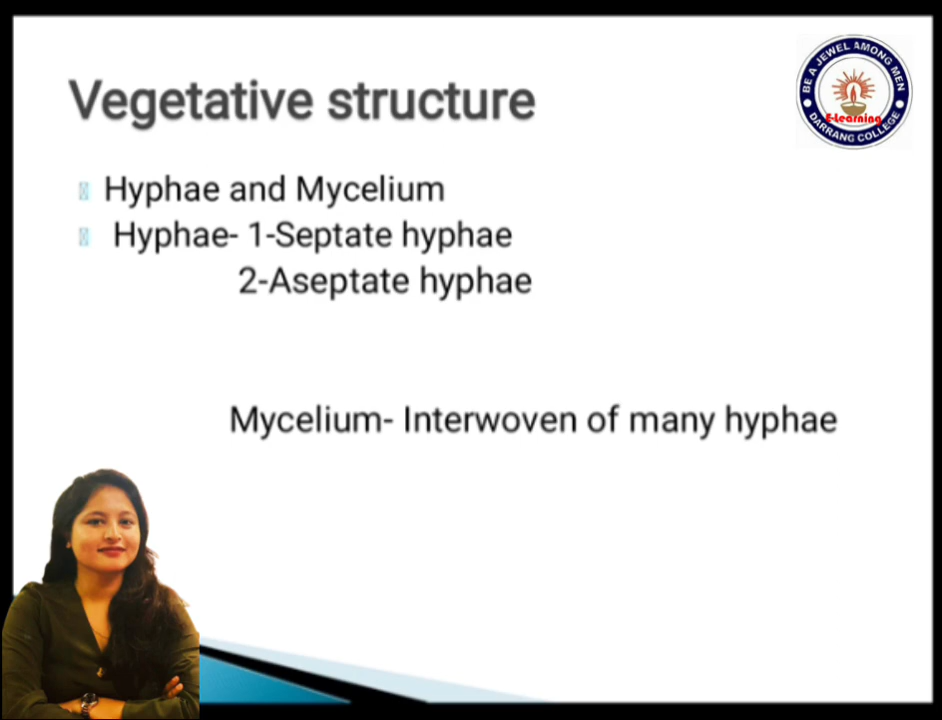 Vegetative structure
BE A JEWEL AMONG MEN
E-Learning
DARRANG COLLEGE
Hyphae and Mycelium
Hyphae- 1-Septate hyphae
2-Aseptate hyphae
Mycelium- Interwoven of many hyphae